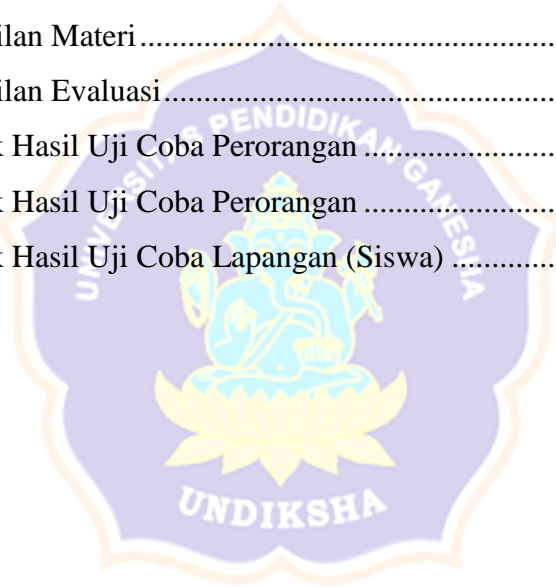 ilan Materi
ilan Evaluasi
k Hasil Uji Coba Perorangan
k Hasil Uji Coba Perorangan
k Hasil Uji Coba Lapangan (Siswa)
UNIVERSITAS PENDIDIKAN GANESHA
UNDIKSHA